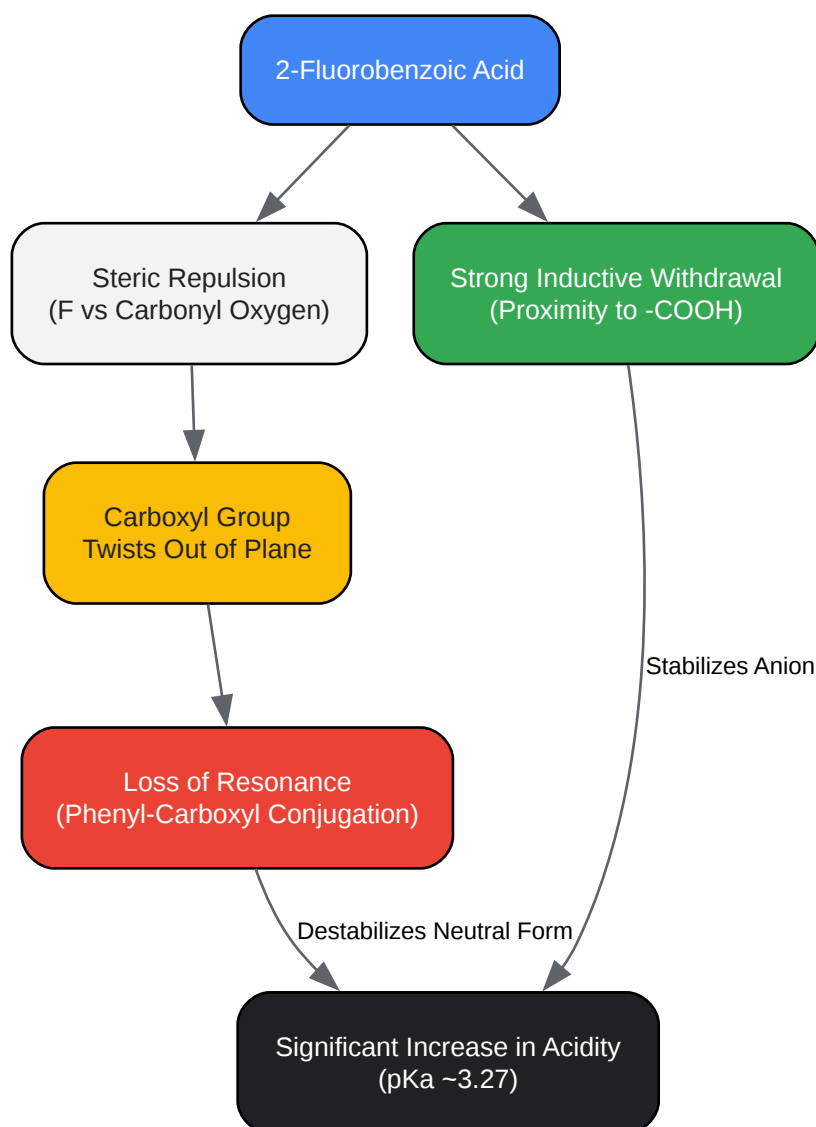 2-Fluorobenzoic Acid
Steric Repulsion
(F vs Carbonyl Oxygen)
Strong Inductive Withdrawal
(Proximity to -COOH)
Carboxyl Group
Twists Out of Plane
Stabilizes Anion
Loss of Resonance
(Phenyl-Carboxyl Conjugation)
Destabilizes Neutral Form
Significant Increase in Acidity
(pKa ~3.27)